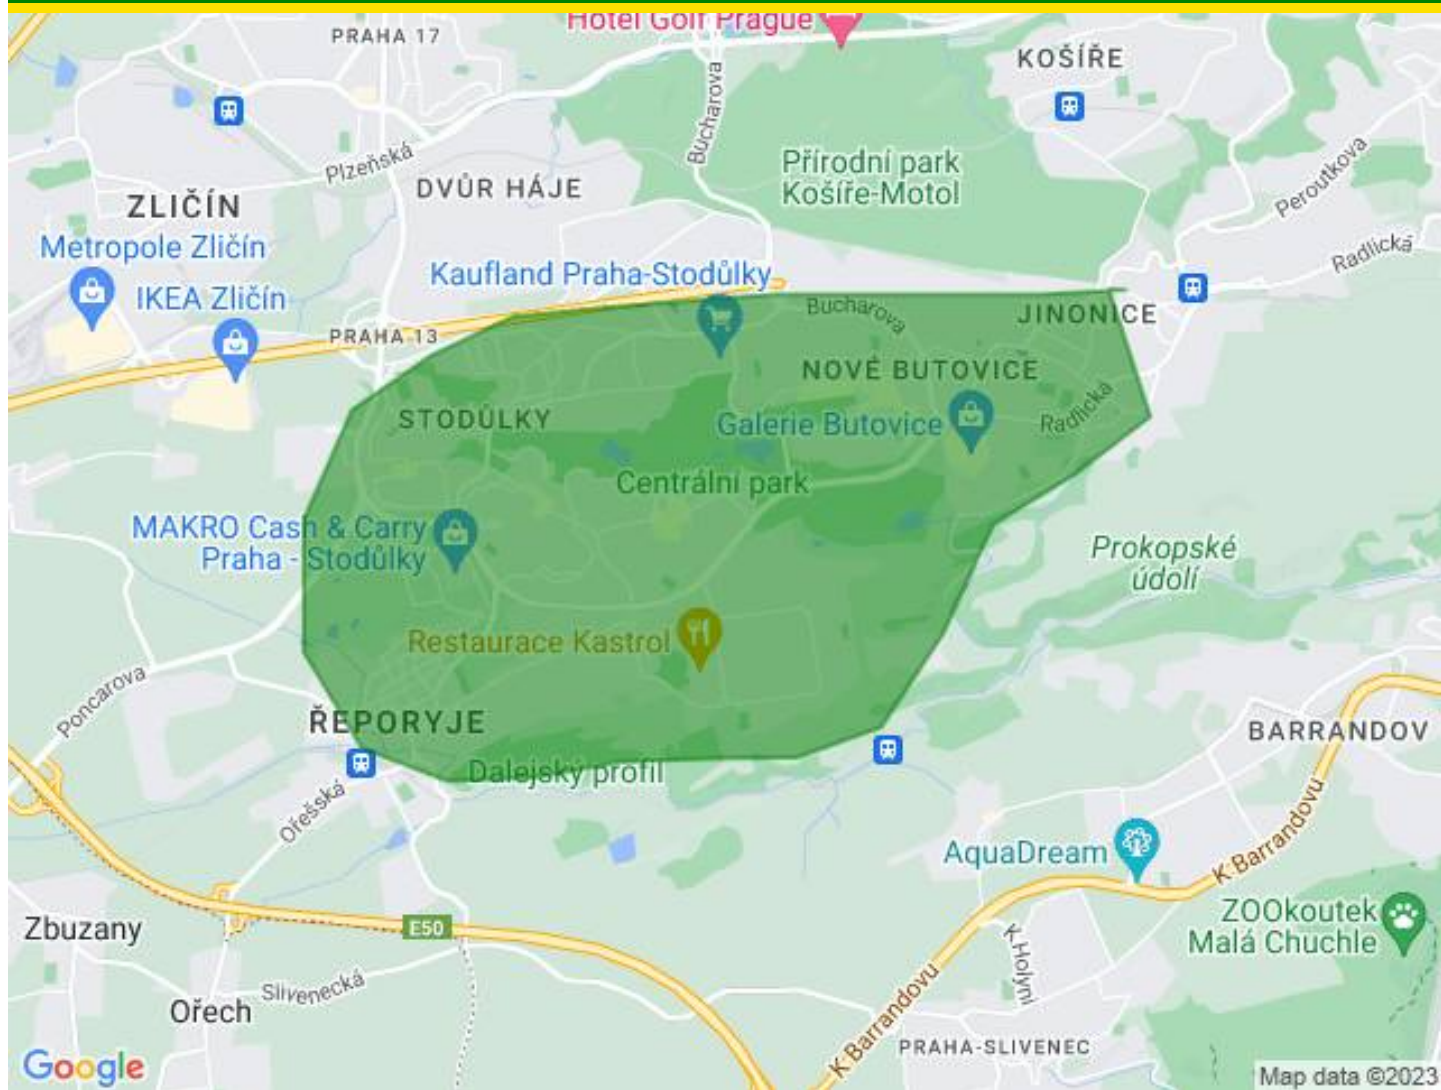 Hotel Golf Prague
PRAHA 17
KOŠÍŘE
Bucharova
Plzeňská
Přírodní park
Košíře-Motol
Peroutkova
DVŮR HÁJE
ZLIČÍN
Metropole Zličín
Radlická
Kaufland Praha-Stodůlky
IKEA Zličín
Bucharova
JINONICE
PRAHA 13
NOVÉ BUTOVICE
STODŮLKY
Galerie Butovice
Radlická
Centrální park
MAKRO Cash & Carry
Praha - Stodůlky
Prokopské
údolí
Restaurace Kastrol
Poncarova
ŘEPORYJE
BARRANDOV
Dalejský profil
Ořešská
K Barrandovu
AquaDream
Zbuzany
E50
ZOOkoutek
Malá Chuchle
K Holyni
Slivenecká
Ořech
K Barrandovu
PRAHA-SLIVENEC
Google
Map data ©2023